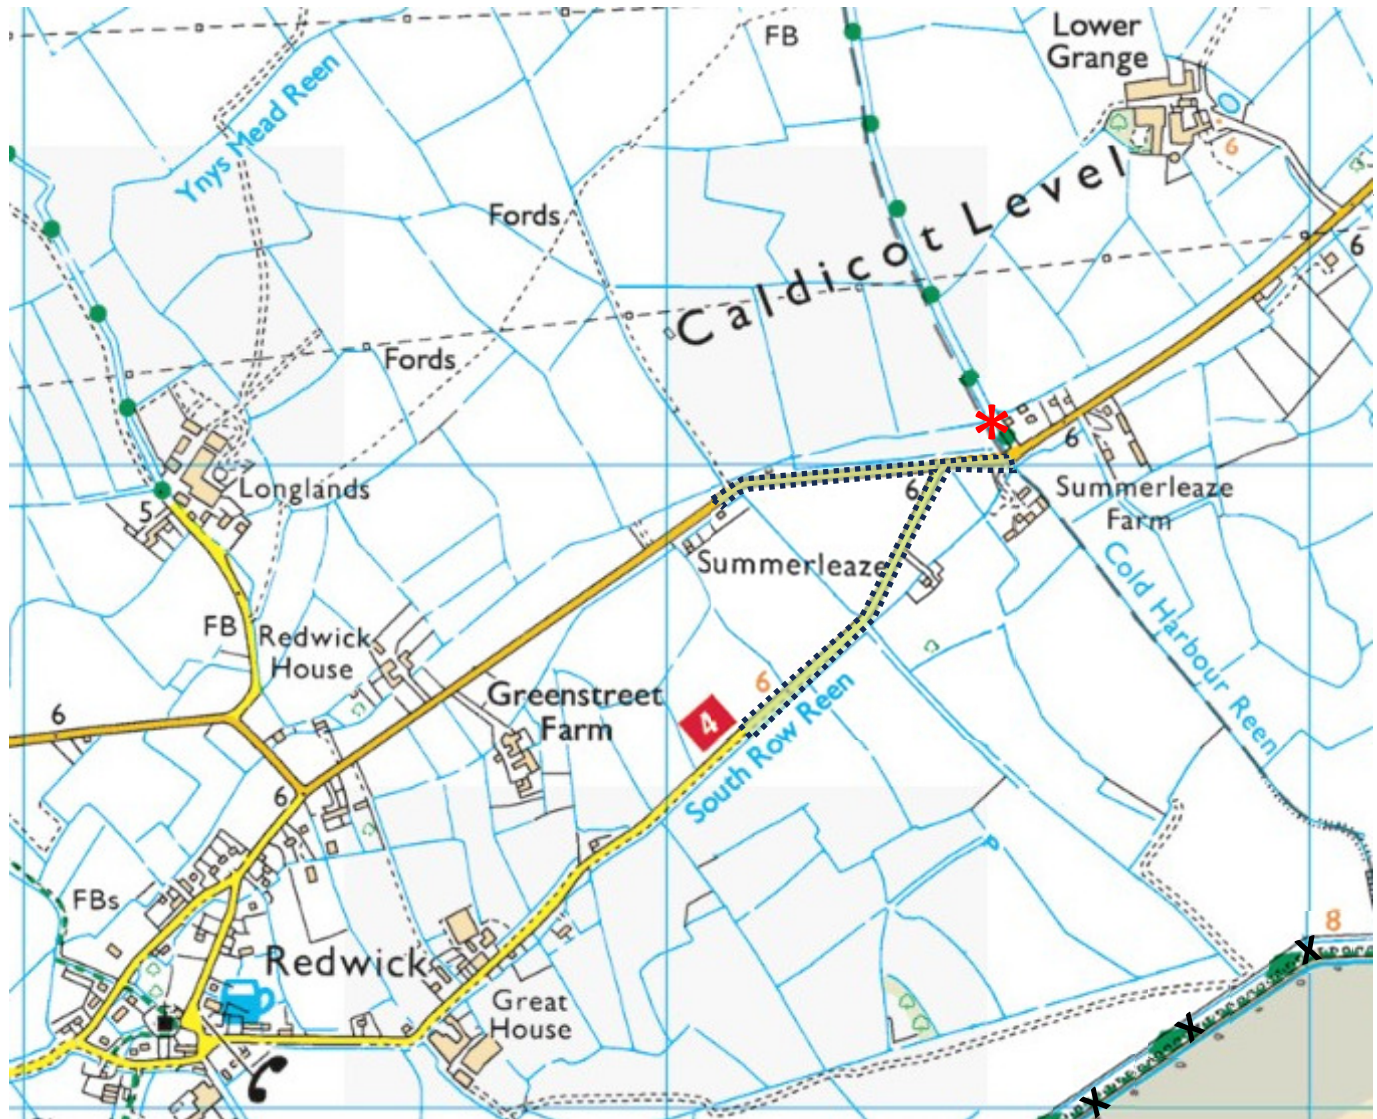 FB
Lower
Grange
Ynys Mead Reen
6
Caldicot Level
Fords
6
Fords
6
Longlands
5
6
Summerleaze
Farm
Summerleaze
Cold Harbour Reen
FB
Redwick
House
6
Greenstreet
Farm
4
6
South Row Reen
6
P
FBs
8
x
Redwick
Great
House
x
x